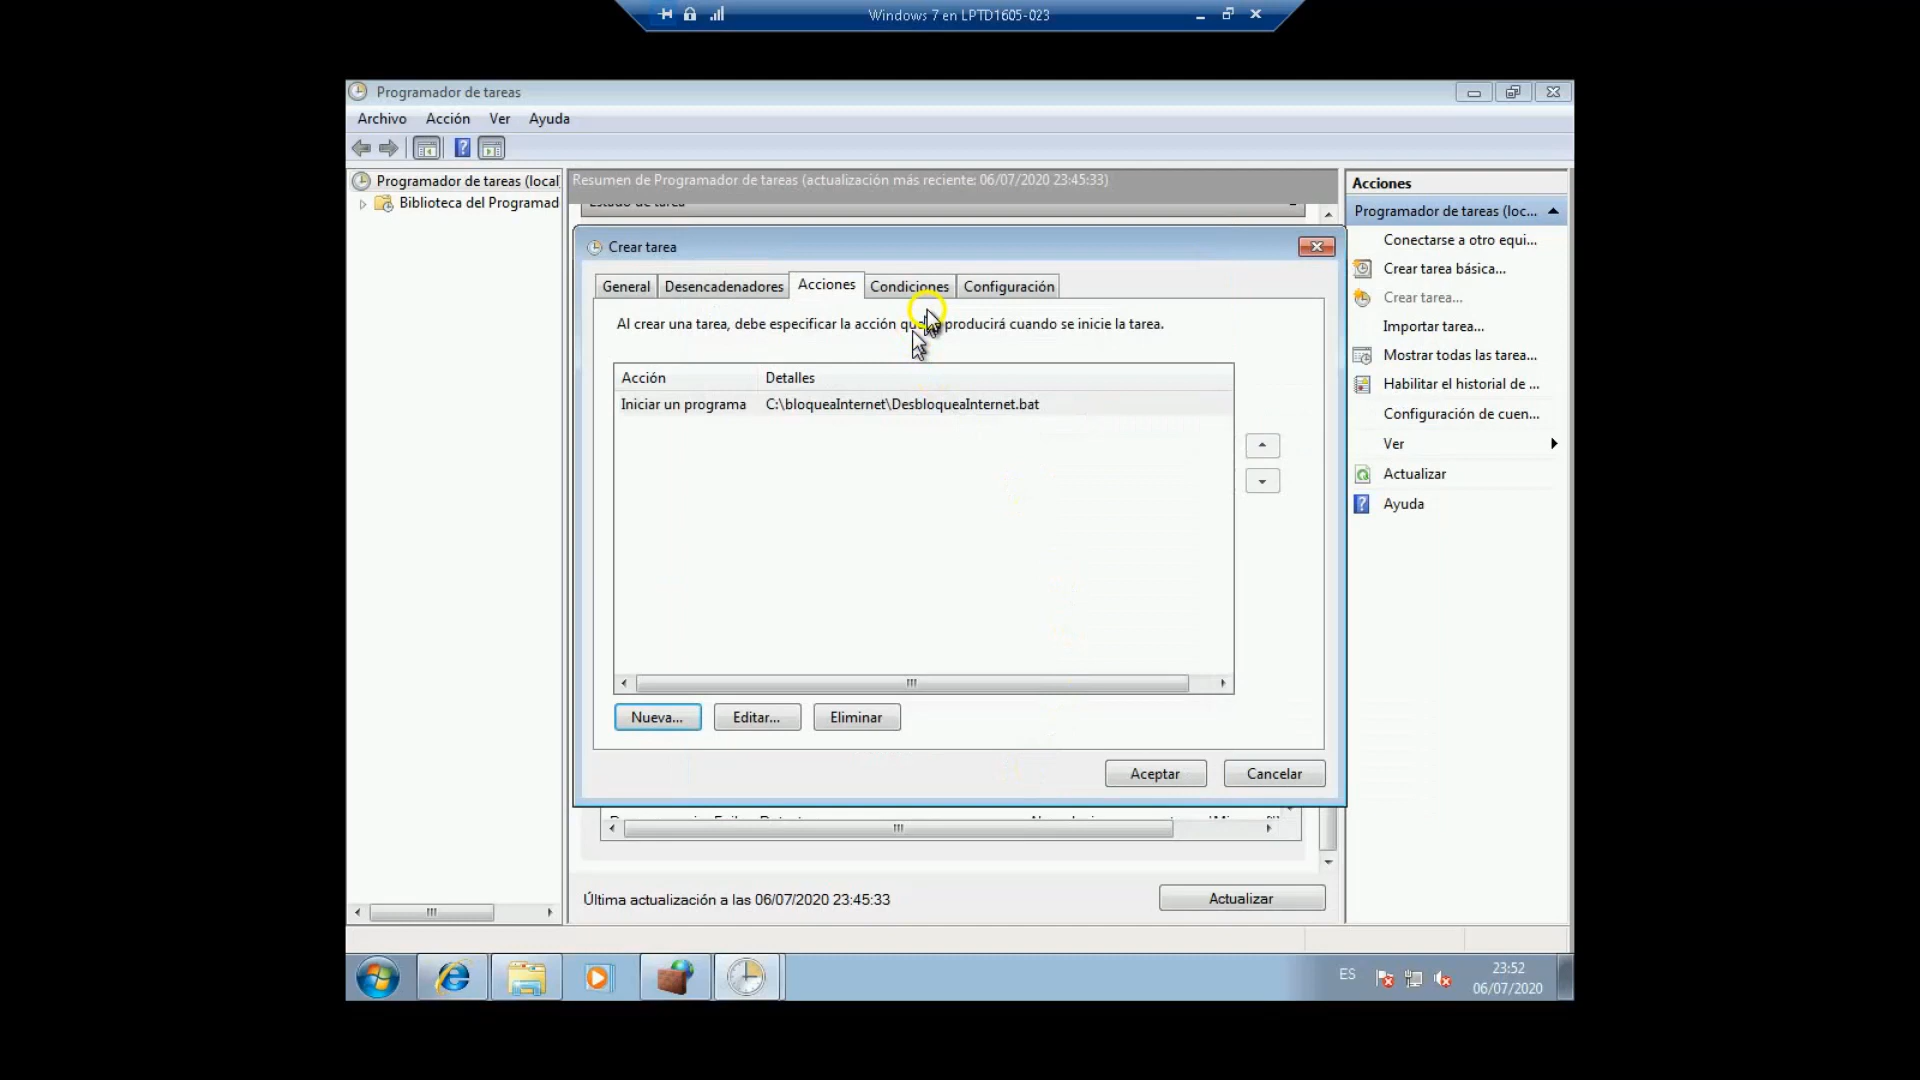 Windows 7 en LPTD1605-023
Programador de tareas
Archivo Acción Ver Ayuda
Programador de tareas (local
Biblioteca del Programad
Resumen de Programador de tareas (actualización más reciente: 06/07/2020 23:45:33)
Estado de tarea
Crear tarea
General Desencadenadores Acciones Condiciones Configuración
Al crear una tarea, debe especificar la acción que producirá cuando se inicie la tarea.
Acción Detalles
Iniciar un programa C:\bloqueaInternet\DesbloqueaInternet.bat
Nueva... Editar... Eliminar
Aceptar Cancelar
Última actualización a las 06/07/2020 23:45:33
Actualizar
Acciones
Programador de tareas (loc...
Conectarse a otro equi...
Crear tarea básica...
Crear tarea...
Importar tarea...
Mostrar todas las tarea...
Habilitar el historial de ...
Configuración de cuen...
Ver
Actualizar
Ayuda
ES
23:52
06/07/2020